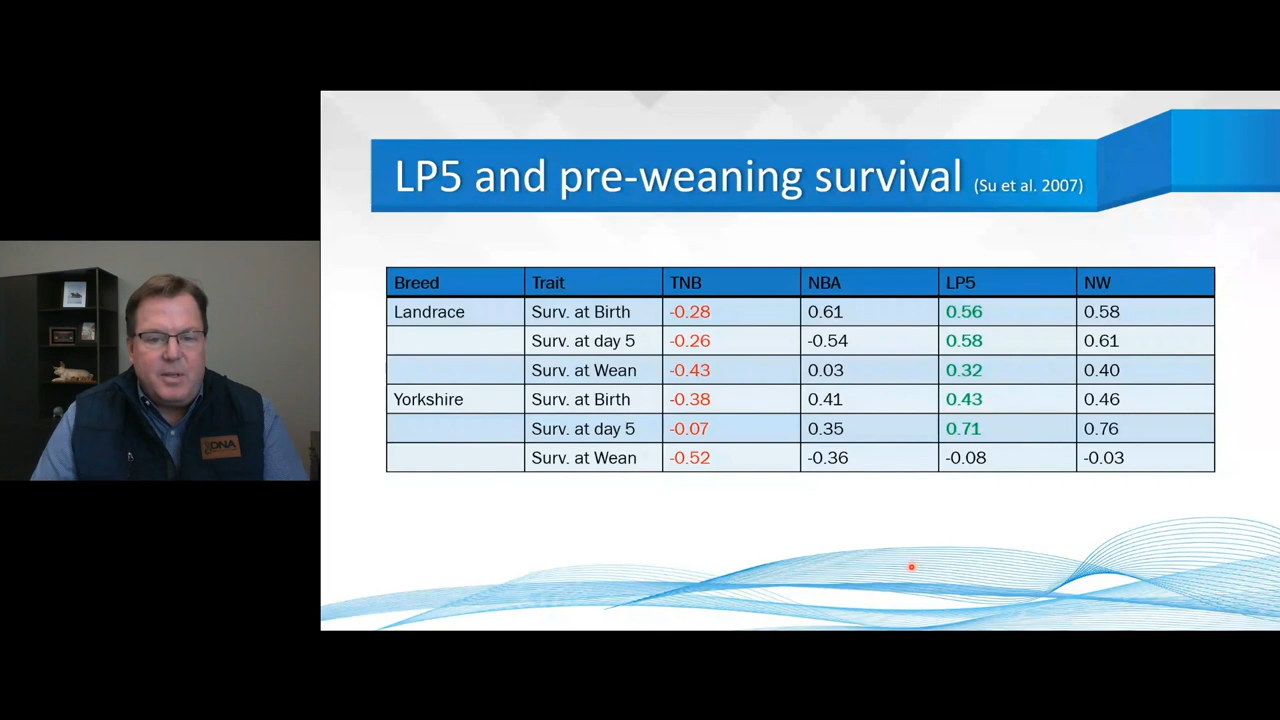 LP5 and pre-weaning survival (Su et al. 2007)
Breed Trait TNB NBA LP5 NW
Landrace Surv. at Birth -0.28 0.61 0.56 0.58
Surv. at day 5 -0.26 -0.54 0.58 0.61
Surv. at Wean -0.43 0.03 0.32 0.40
Yorkshire Surv. at Birth -0.38 0.41 0.43 0.46
Surv. at day 5 -0.07 0.35 0.71 0.76
Surv. at Wean -0.52 -0.36 -0.08 -0.03
DNA